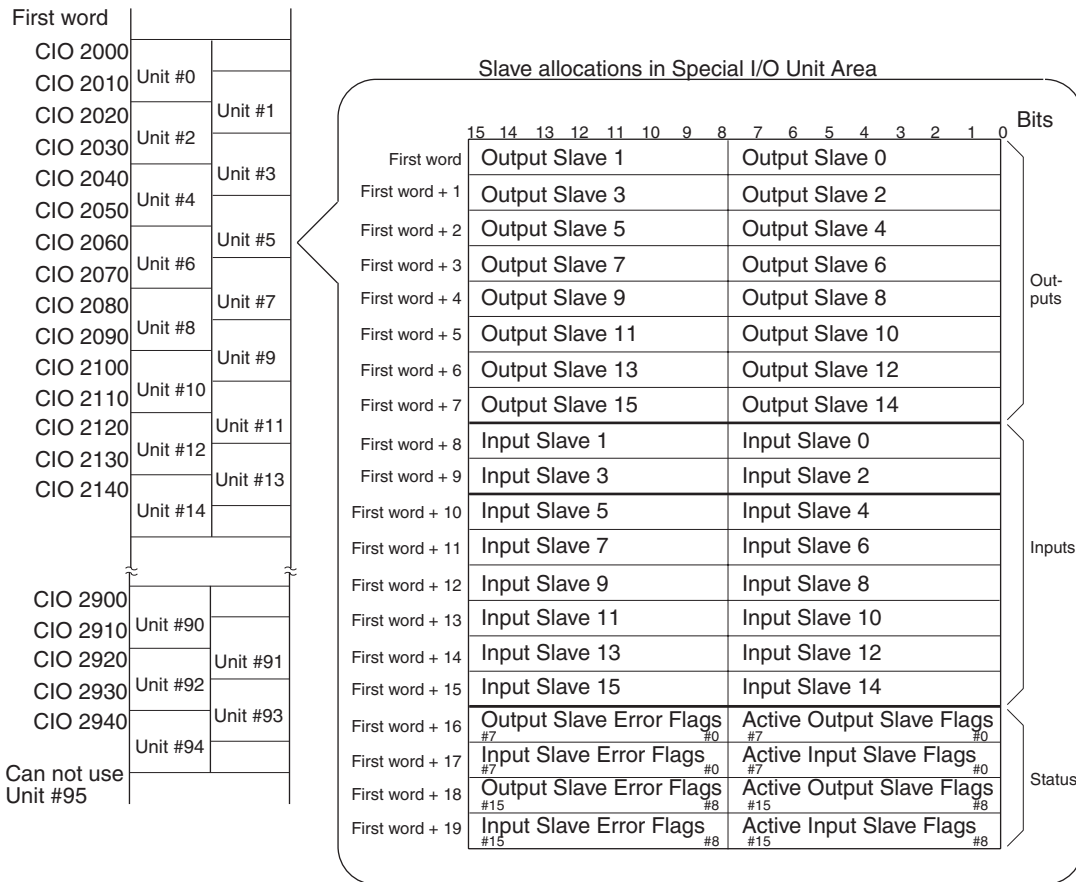 First word
CIO 2000
CIO 2010
CIO 2020
CIO 2030
CIO 2040
CIO 2050
CIO 2060
CIO 2070
CIO 2080
CIO 2090
CIO 2100
CIO 2110
CIO 2120
CIO 2130
CIO 2140
CIO 2900
CIO 2910
CIO 2920
CIO 2930
CIO 2940
Can not use
Unit #95
Unit #0
Unit #2
Unit #4
Unit #6
Unit #8
Unit #10
Unit #12
Unit #14
Unit #90
Unit #92
Unit #94
Unit #1
Unit #3
Unit #5
Unit #7
Unit #9
Unit #11
Unit #13
Unit #91
Unit #93
Slave allocations in Special I/O Unit Area
15 14 13 12 11 10 9 8 7 6 5 4 3 2 1 0 Bits
First word Output Slave 1 Output Slave 0
First word + 1 Output Slave 3 Output Slave 2
First word + 2 Output Slave 5 Output Slave 4
First word + 3 Output Slave 7 Output Slave 6
First word + 4 Output Slave 9 Output Slave 8
First word + 5 Output Slave 11 Output Slave 10
First word + 6 Output Slave 13 Output Slave 12
First word + 7 Output Slave 15 Output Slave 14
Out-
puts
First word + 8 Input Slave 1 Input Slave 0
First word + 9 Input Slave 3 Input Slave 2
First word + 10 Input Slave 5 Input Slave 4
First word + 11 Input Slave 7 Input Slave 6
First word + 12 Input Slave 9 Input Slave 8
First word + 13 Input Slave 11 Input Slave 10
First word + 14 Input Slave 13 Input Slave 12
First word + 15 Input Slave 15 Input Slave 14
Inputs
First word + 16 Output Slave Error Flags Active Output Slave Flags
#7 #0 #7 #0
First word + 17 Input Slave Error Flags Active Input Slave Flags
#7 #0 #7 #0
First word + 18 Output Slave Error Flags Active Output Slave Flags
#15 #8 #15 #8
First word + 19 Input Slave Error Flags Active Input Slave Flags
#15 #8 #15 #8
Status